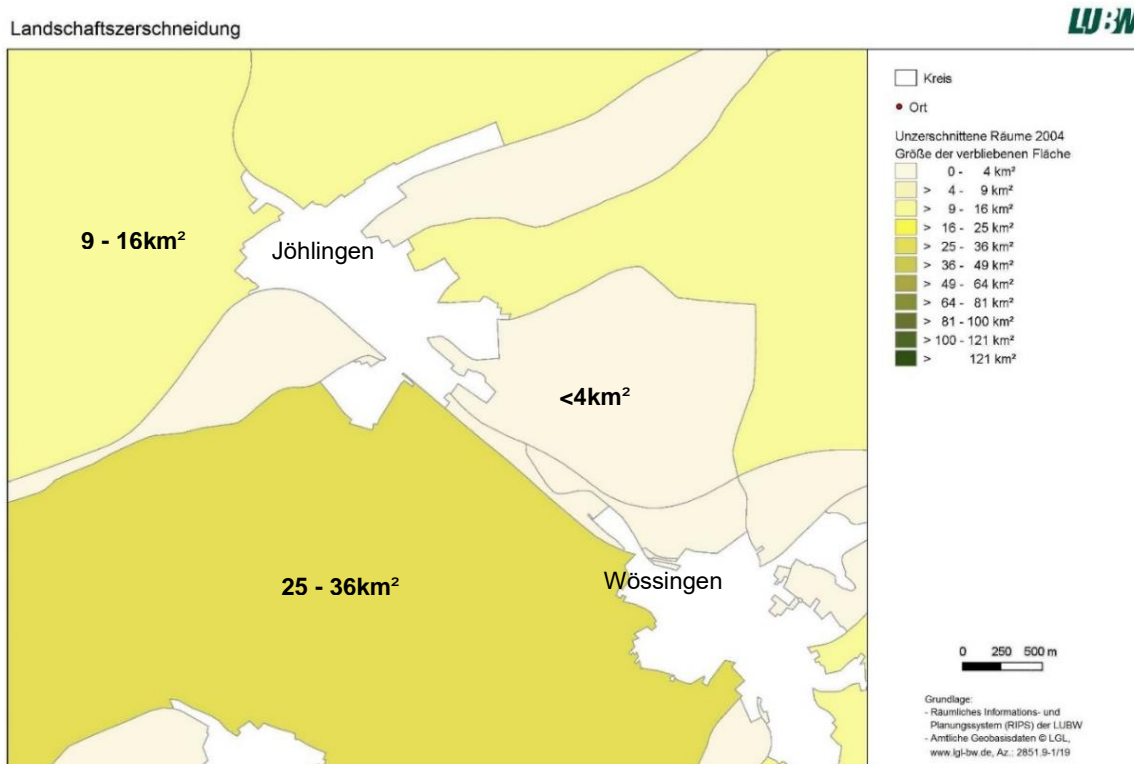 Landschaftszerschneidung
LUBW
9 - 16km²
Jöhlingen
<4km²
25 - 36km²
Wössingen
Kreis
Ort
Unzerschnittene Räume 2004
Größe der verbliebenen Fläche
0 - 4 km²
> 4 - 9 km²
> 9 - 16 km²
> 16 - 25 km²
> 25 - 36 km²
> 36 - 49 km²
> 49 - 64 km²
> 64 - 81 km²
> 81 - 100 km²
> 100 - 121 km²
> 121 km²
0 250 500 m
Grundlage:
- Räumliches Informations- und
Planungssystem (RIPS) der LUBW
- Amtliche Geobasisdaten © LGL,
www.lgl-bw.de, Az.: 2851.9-1/19